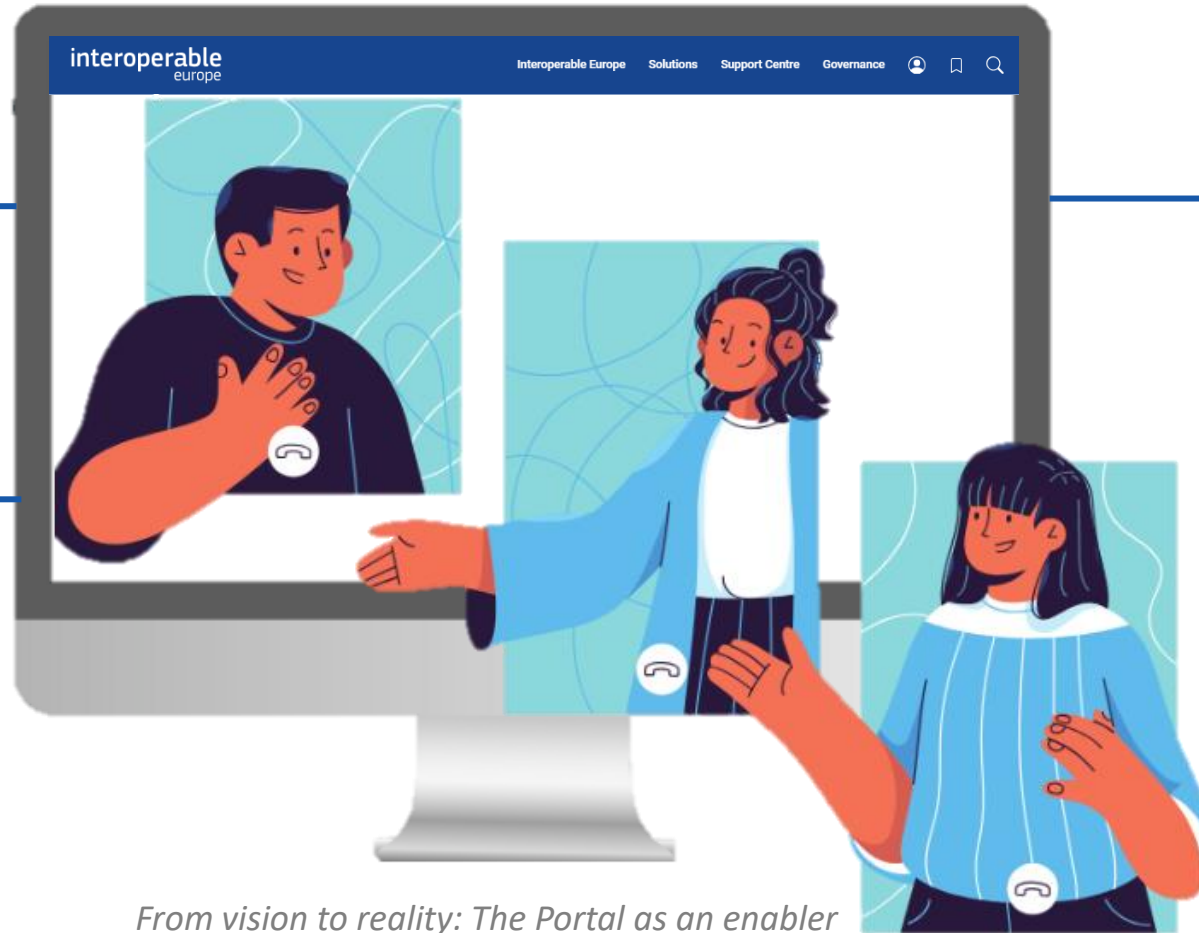 interoperable
europe
Interoperable Europe Solutions Support Centre Governance
From vision to reality: The Portal as an enabler